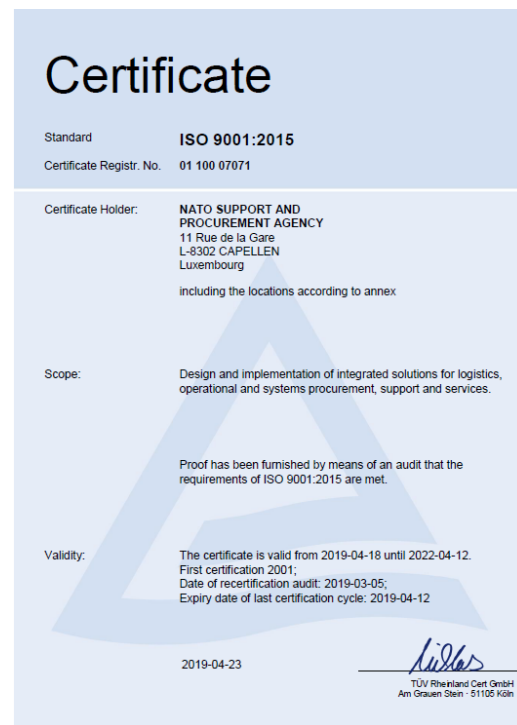 Certificate
Standard ISO 9001:2015
Certificate Registr. No. 01 100 07071
Certificate Holder: NATO SUPPORT AND
PROCUREMENT AGENCY
11 Rue de la Gare
L-8302 CAPELLEN
Luxembourg
including the locations according to annex
Scope: Design and implementation of integrated solutions for logistics,
operational and systems procurement, support and services.
Proof has been furnished by means of an audit that the
requirements of ISO 9001:2015 are met.
Validity: The certificate is valid from 2019-04-18 until 2022-04-12.
First certification 2001;
Date of recertification audit: 2019-03-05;
Expiry date of last certification cycle: 2019-04-12
2019-04-23
TÜV Rheinland Cert GmbH
Am Grauen Stein · 51105 Köln